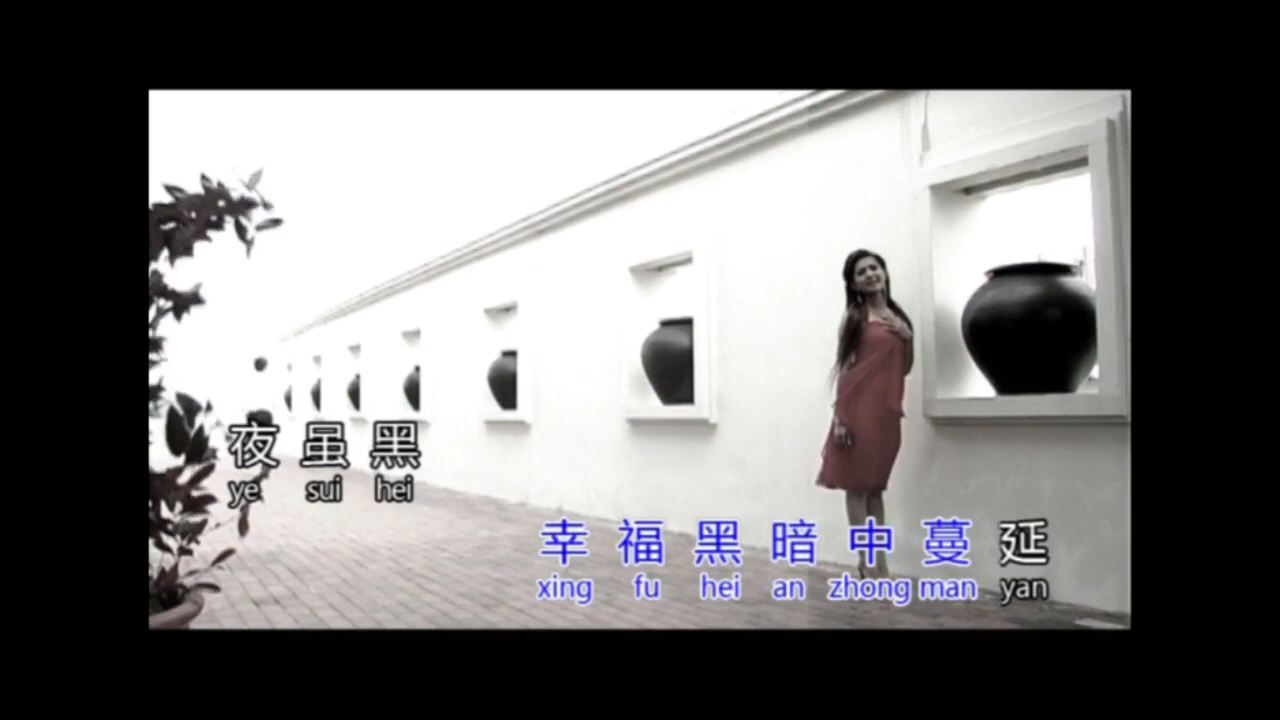 夜 虽 黑
ye sui hei
幸 福 黑 暗 中 蔓 延
xing fu hei an zhong man yan